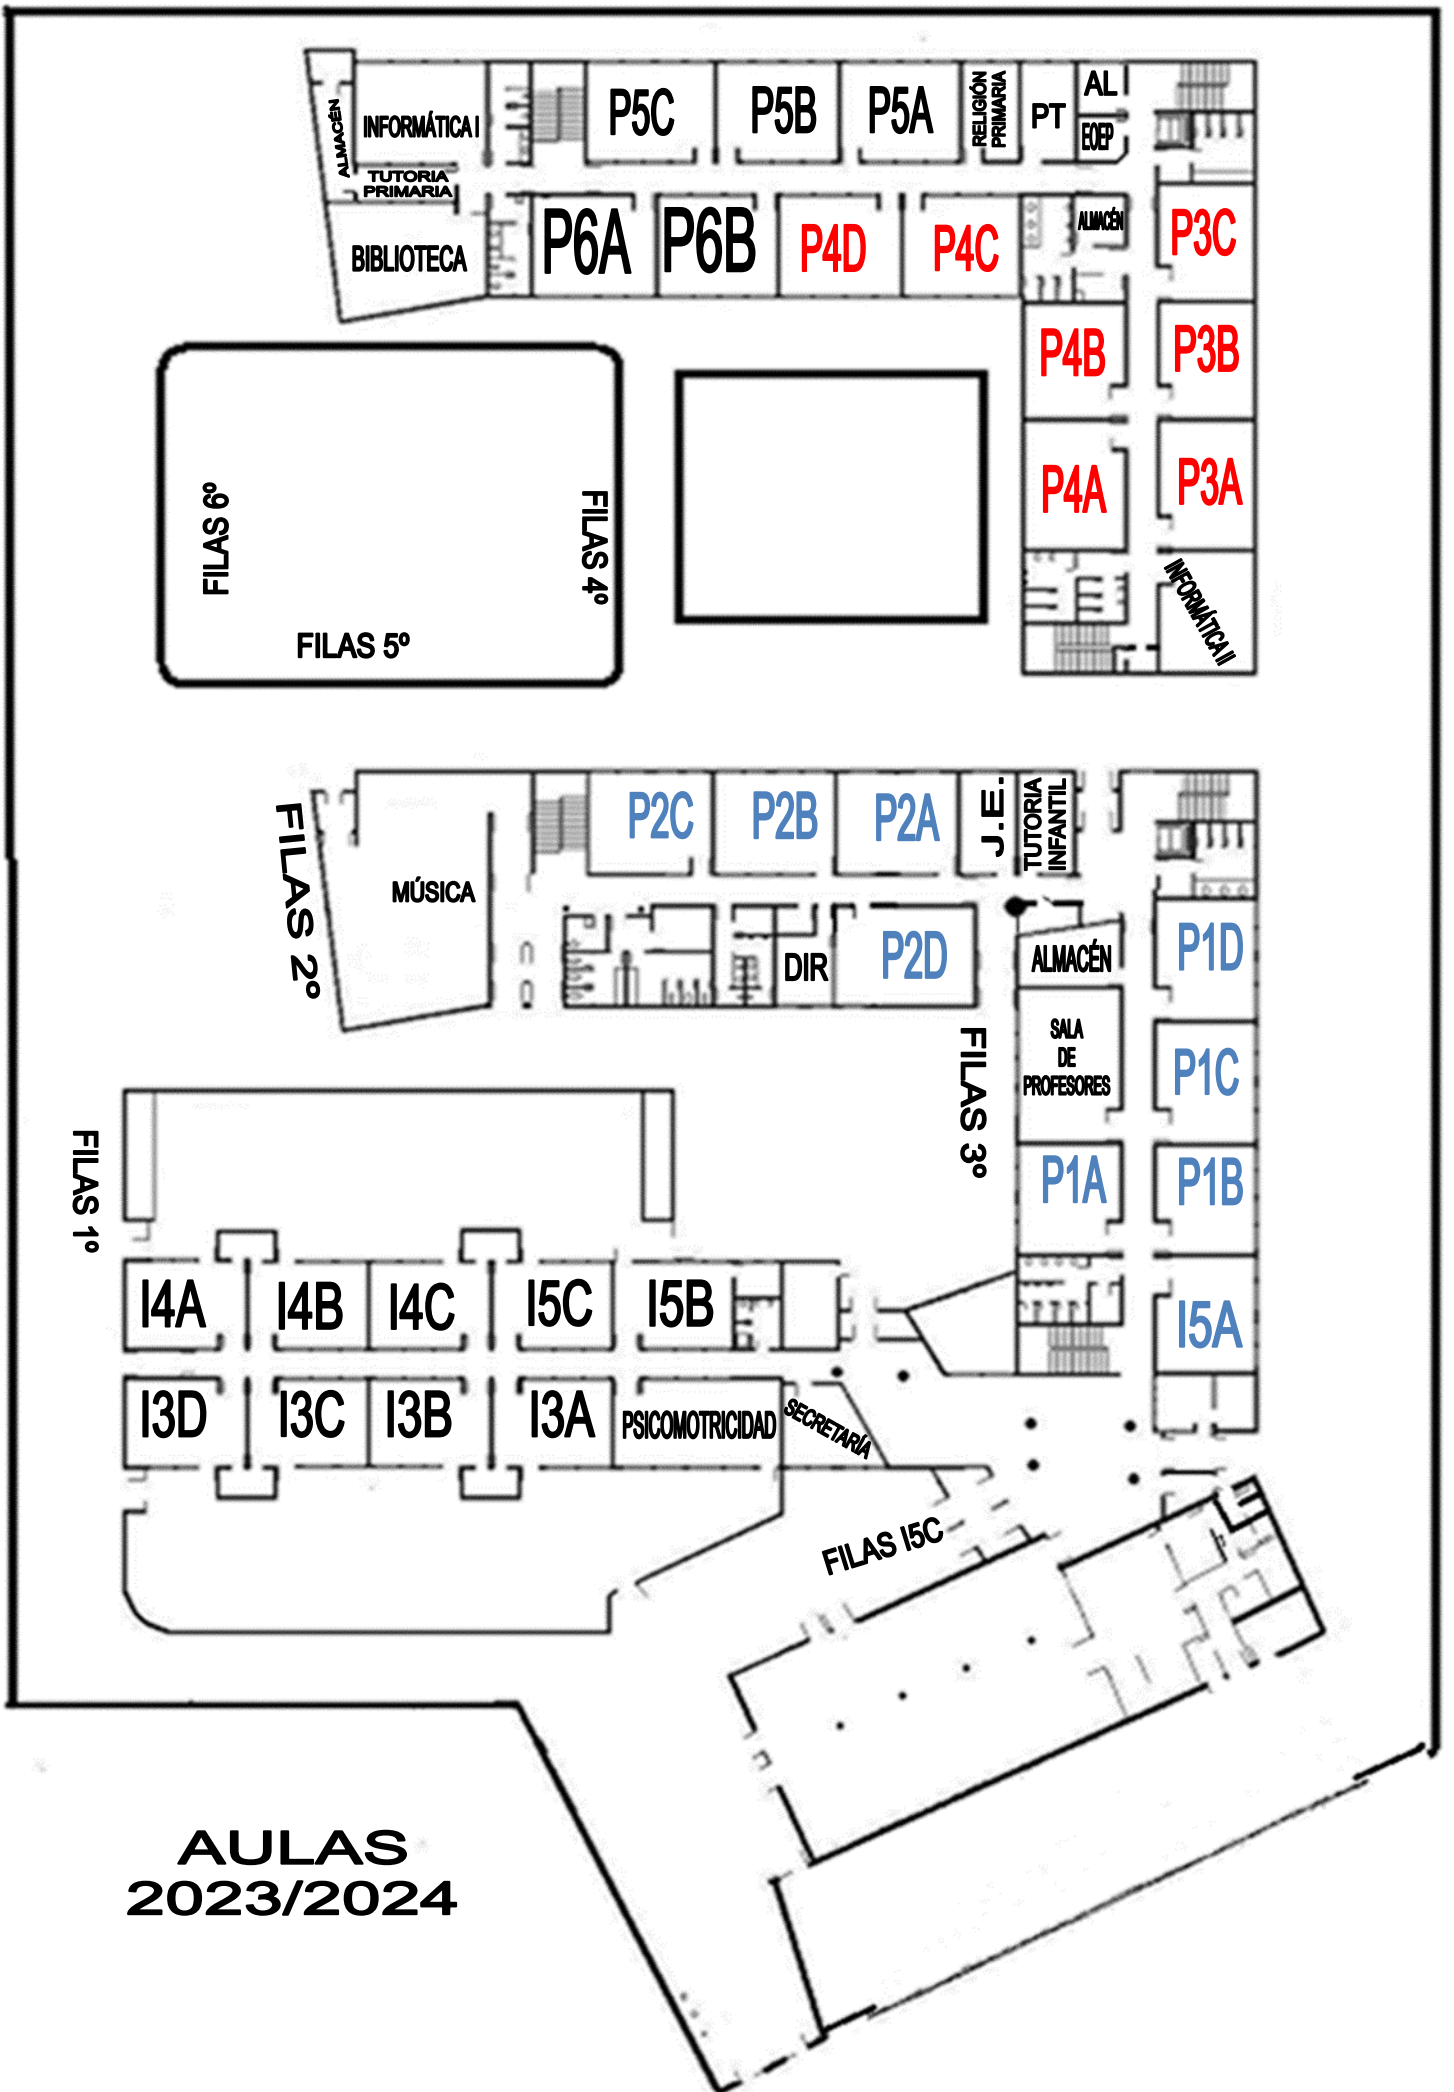 ALMACÉN
INFORMÁTICA I
P5C
P5B
P5A
RELIGIÓN
PRIMARIA
PT
AL
EOEP
TUTORIA
PRIMARIA
BIBLIOTECA
P6A
P6B
P4D
P4C
ALMACÉN
P3C
P4B
P3B
P4A
P3A
INFORMÁTICA II
FILAS 6º
FILAS 4º
FILAS 5º
FILAS 2º
MÚSICA
P2C
P2B
P2A
J.E.
TUTORIA
INFANTIL
DIR
P2D
ALMACÉN
P1D
SALA
DE
PROFESORES
P1C
FILAS 3º
P1A
P1B
FILAS 1º
I4A
I4B
I4C
I5C
I5B
I5A
I3D
I3C
I3B
I3A
PSICOMOTRICIDAD
SECRETARÍA
FILAS I5C
AULAS
2023/2024